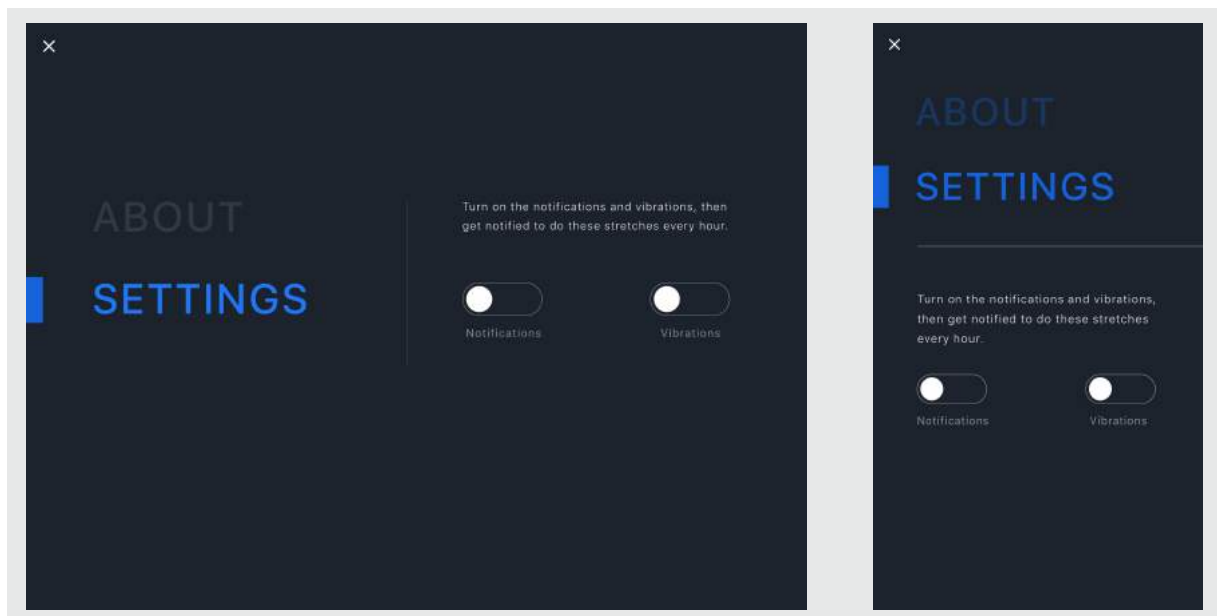 ABOUT
SETTINGS
Turn on the notifications and vibrations, then
get notified to do these stretches every hour.
Notifications
Vibrations
ABOUT
SETTINGS
Turn on the notifications and vibrations,
then get notified to do these stretches
every hour.
Notifications
Vibrations